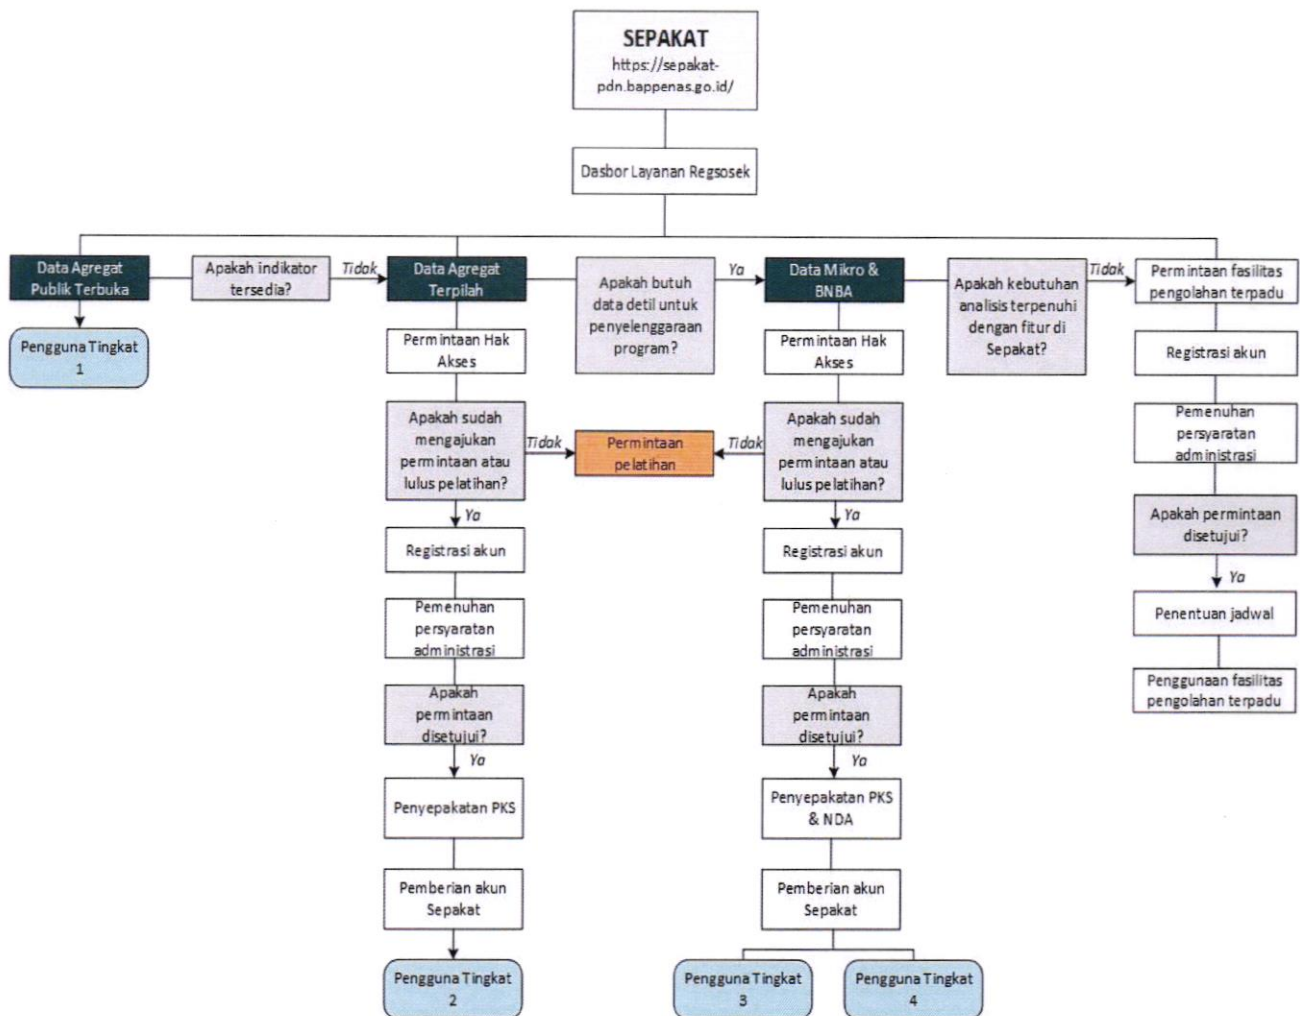 SEPAKAT
https://sepakat-
pdn.bappenas.go.id/
Dasbor Layanan Regsosek
Data Agregat
Publik Terbuka
Pengguna Tingkat
1
Apakah indikator
tersedia?
Tidak
Data Agregat
Terpilah
Permintaan Hak
Akses
Apakah sudah
mengajukan
permintaan atau
lulus pelatihan?
Tidak
Permintaan
pelatihan
Ya
Registrasi akun
Pemenuhan
persyaratan
administrasi
Apakah
permintaan
disetujui?
Ya
Penyepakatan PKS
Pemberian akun
Sepakat
Pengguna Tingkat
2
Apakah butuh
data detil untuk
penyelenggaraan
program?
Ya
Data Mikro &
BNBA
Permintaan Hak
Akses
Apakah sudah
mengajukan
permintaan atau
lulus pelatihan?
Tidak
Ya
Registrasi akun
Pemenuhan
persyaratan
administrasi
Apakah
permintaan
disetujui?
Ya
Penyepakatan PKS
& NDA
Pemberian akun
Sepakat
Pengguna Tingkat
3
Pengguna Tingkat
4
Apakah kebutuhan
analisis terpenuhi
dengan fitur di
Sepakat?
Tidak
Permintaan fasilitas
pengolahan terpadu
Registrasi akun
Pemenuhan
persyaratan
administrasi
Apakah permintaan
disetujui?
Ya
Penentuan jadwal
Penggunaan fasilitas
pengolahan terpadu